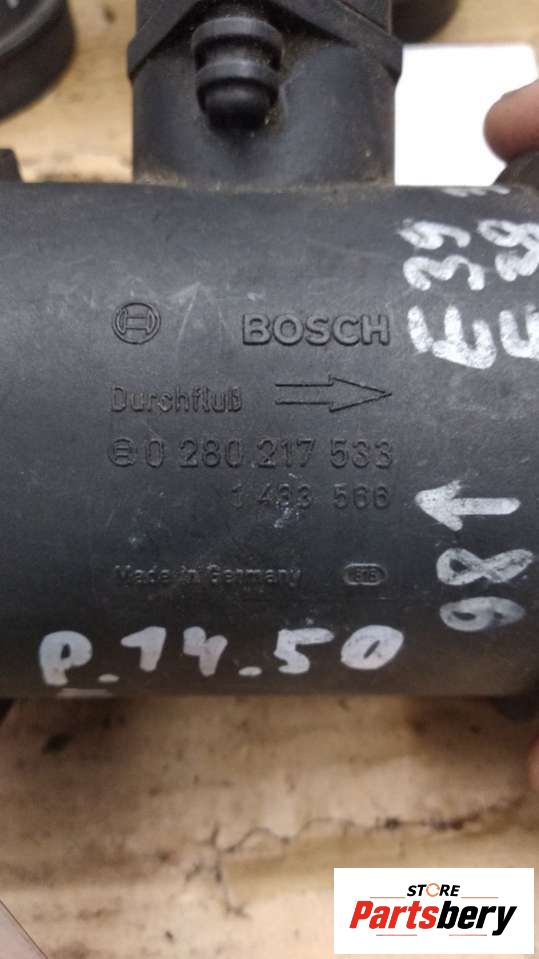 BOSCH
Durchfluß
0 280 217 533
1 433 566
Made in Germany
E39
98↑
P.14.50
STORE
Partsbery